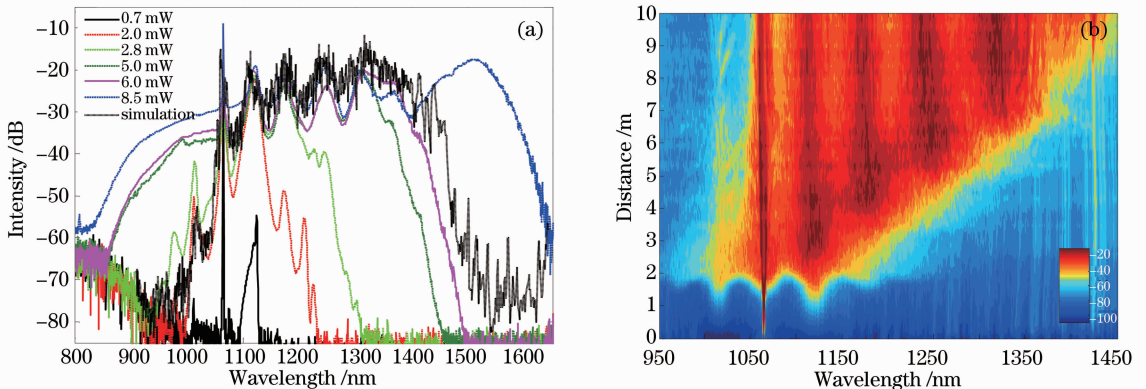 (a)
0.7 mW
2.0 mW
2.8 mW
5.0 mW
6.0 mW
8.5 mW
simulation
Intensity /dB
−10
−20
−30
−40
−50
−60
−70
−80
800 900 1000 1100 1200 1300 1400 1500 1600
Wavelength /nm
(b)
Distance /m
10
9
8
7
6
5
4
3
2
1
0
−20
−40
−60
−80
−100
950 1050 1150 1250 1350 1450
Wavelength /nm